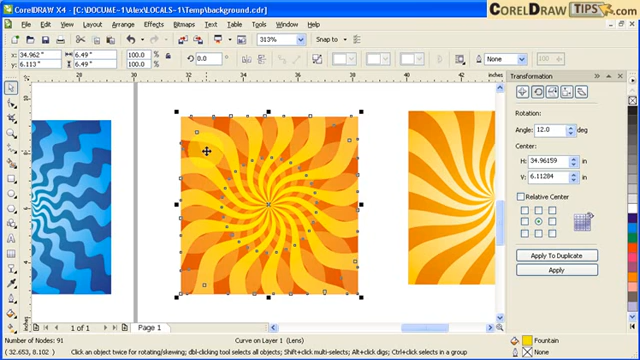 CorelDRAW X4 - [C:\DOCUME~1\Alex\LOCALS~1\Temp\background.cdr]
CORELDRAW TIPS.COM
File Edit View Layout Arrange Effects Bitmaps Text Table Tools Window Help
313% Snap to
x: 34.962" 6.49" 100.0 %
y: 6.113" 6.49" 100.0 % 0.0 ° None 100
inches
Transformation
Rotation:
Angle: 12.0 deg
Center:
H: 34.96159 in
V: 6.11284 in
Relative Center
Apply To Duplicate
Apply
1 of 1 Page 1
Number of Nodes: 91 Curve on Layer 1 (Lens) Fountain
( 32.653, 8.102 ) Click an object twice for rotating/skewing; dbl-clicking tool selects all objects; Shift+click multi-selects; Alt+click digs; Ctrl+click selects in a group